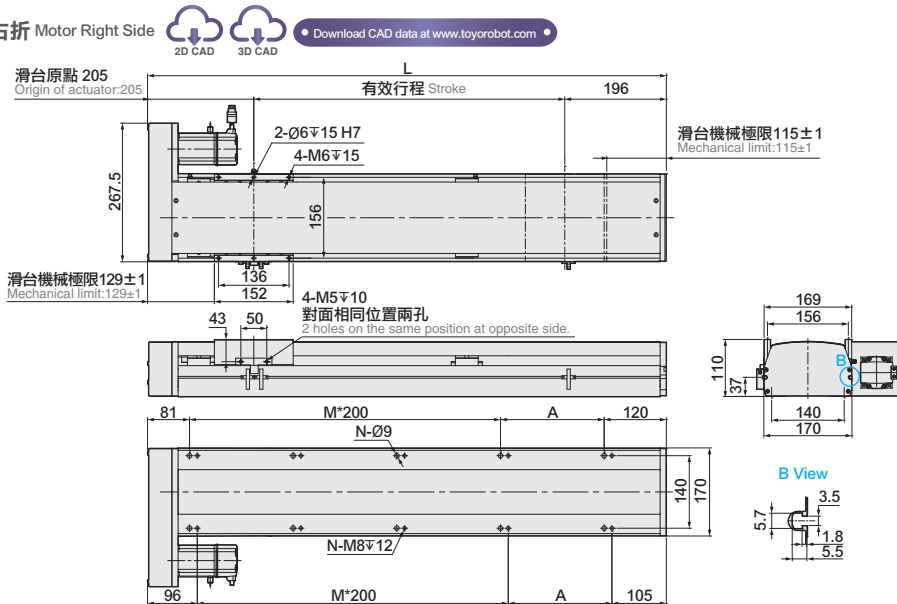 右折 Motor Right Side
2D CAD
3D CAD
Download CAD data at www.toyorobot.com
L
滑台原點 205
Origin of actuator:205
有效行程 Stroke
196
2-Ø6↧15 H7
4-M6↧15
滑台機械極限115±1
Mechanical limit:115±1
267.5
156
滑台機械極限129±1
Mechanical limit:129±1
136
152
4-M5↧10
對面相同位置兩孔
2 holes on the same position at opposite side.
43
50
169
156
110
37
B
140
170
81
M*200
A
120
N-Ø9
140
170
N-M8↧12
B View
3.5
5.7
1.8
5.5
96
M*200
A
105